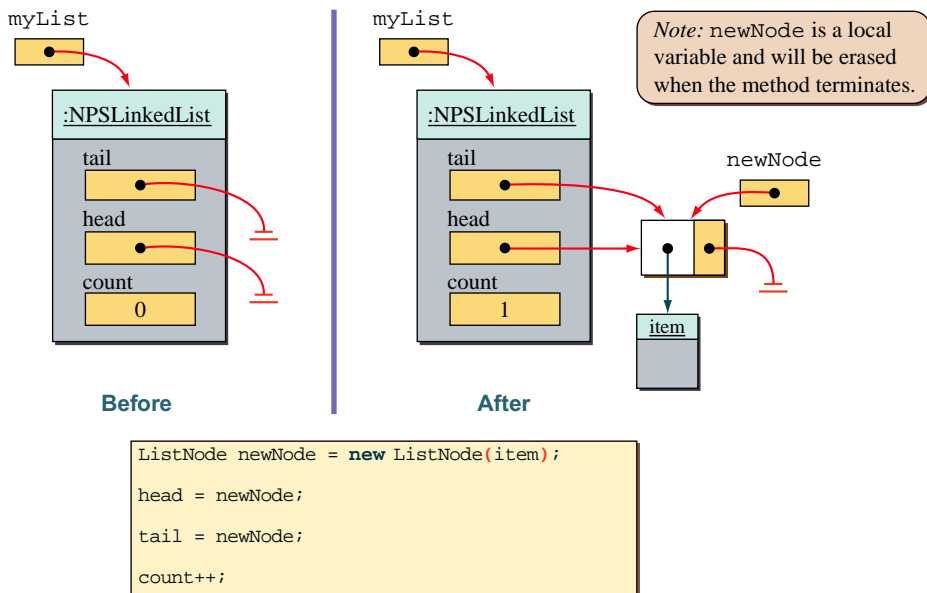 myList
:NPSLinkedList
tail
head
count
0
Before
myList
:NPSLinkedList
tail
head
count
1
newNode
item
After
Note: newNode is a local
variable and will be erased
when the method terminates.
ListNode newNode = new ListNode(item);
head = newNode;
tail = newNode;
count++;